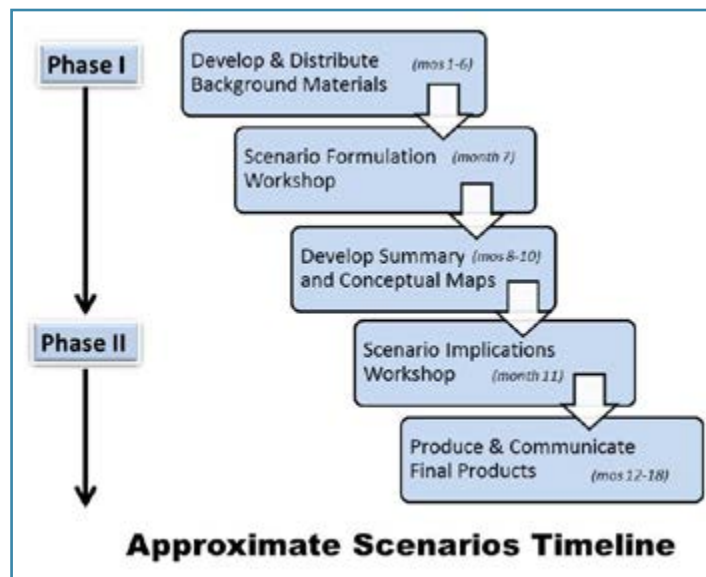 Phase I
Develop & Distribute (mos 1-6)
Background Materials
Scenario Formulation (month 7)
Workshop
Develop Summary (mos 8-10)
and Conceptual Maps
Phase II
Scenario Implications
Workshop (month 11)
Produce & Communicate
Final Products (mos 12-18)
Approximate Scenarios Timeline